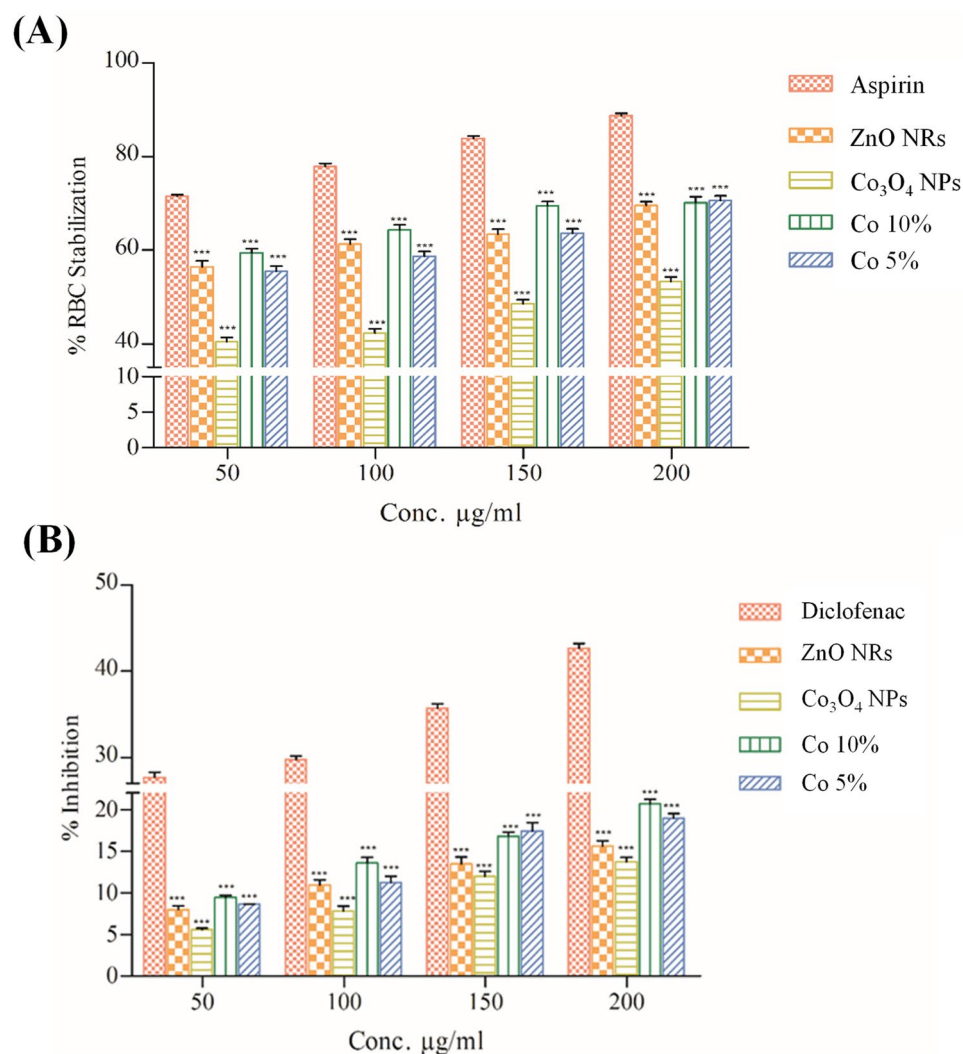 (A)
100
80
60
40
10
5
0
% RBC Stabilization
Aspirin
ZnO NRs
Co₃O₄ NPs
Co 10%
Co 5%
*** *** *** ***
*** *** *** ***
*** *** *** ***
*** *** *** ***
50 100 150 200
Conc. µg/ml
(B)
50
40
30
20
15
10
5
0
% Inhibition
Diclofenac
ZnO NRs
Co₃O₄ NPs
Co 10%
Co 5%
*** *** *** ***
*** *** *** ***
*** *** *** ***
*** *** *** ***
50 100 150 200
Conc. µg/ml